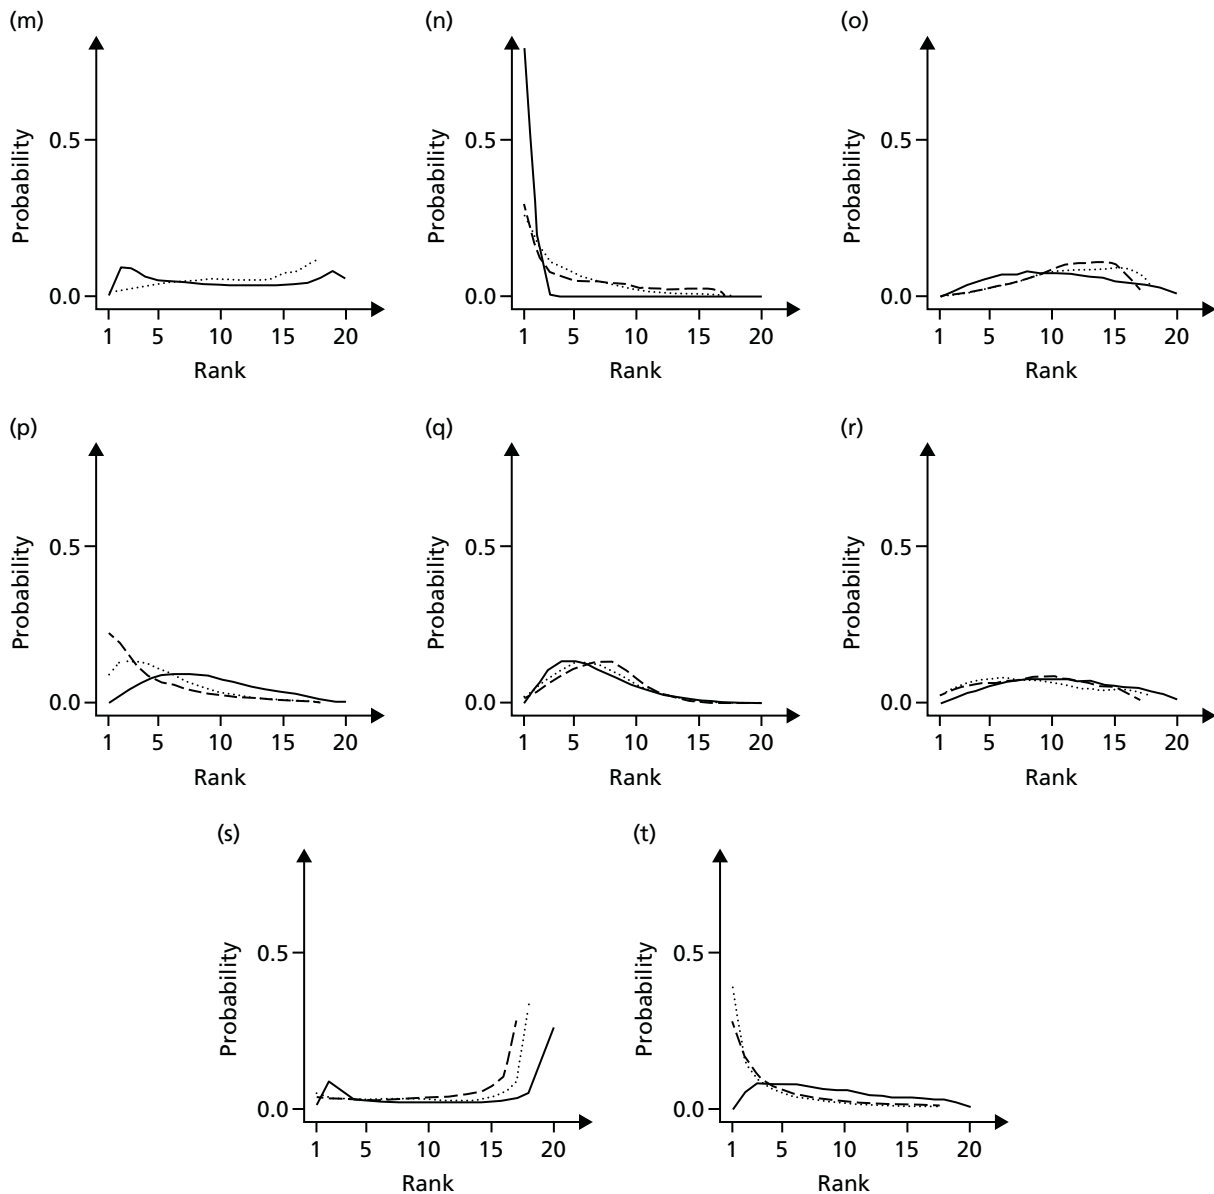 (m) (n) (o)
Probability Probability Probability
0.5 0.5 0.5
0.0 0.0 0.0
1 5 10 15 20 1 5 10 15 20 1 5 10 15 20
Rank Rank Rank
(p) (q) (r)
Probability Probability Probability
0.5 0.5 0.5
0.0 0.0 0.0
1 5 10 15 20 1 5 10 15 20 1 5 10 15 20
Rank Rank Rank
(s) (t)
Probability Probability
0.5 0.5
0.0 0.0
1 5 10 15 20 1 5 10 15 20
Rank Rank